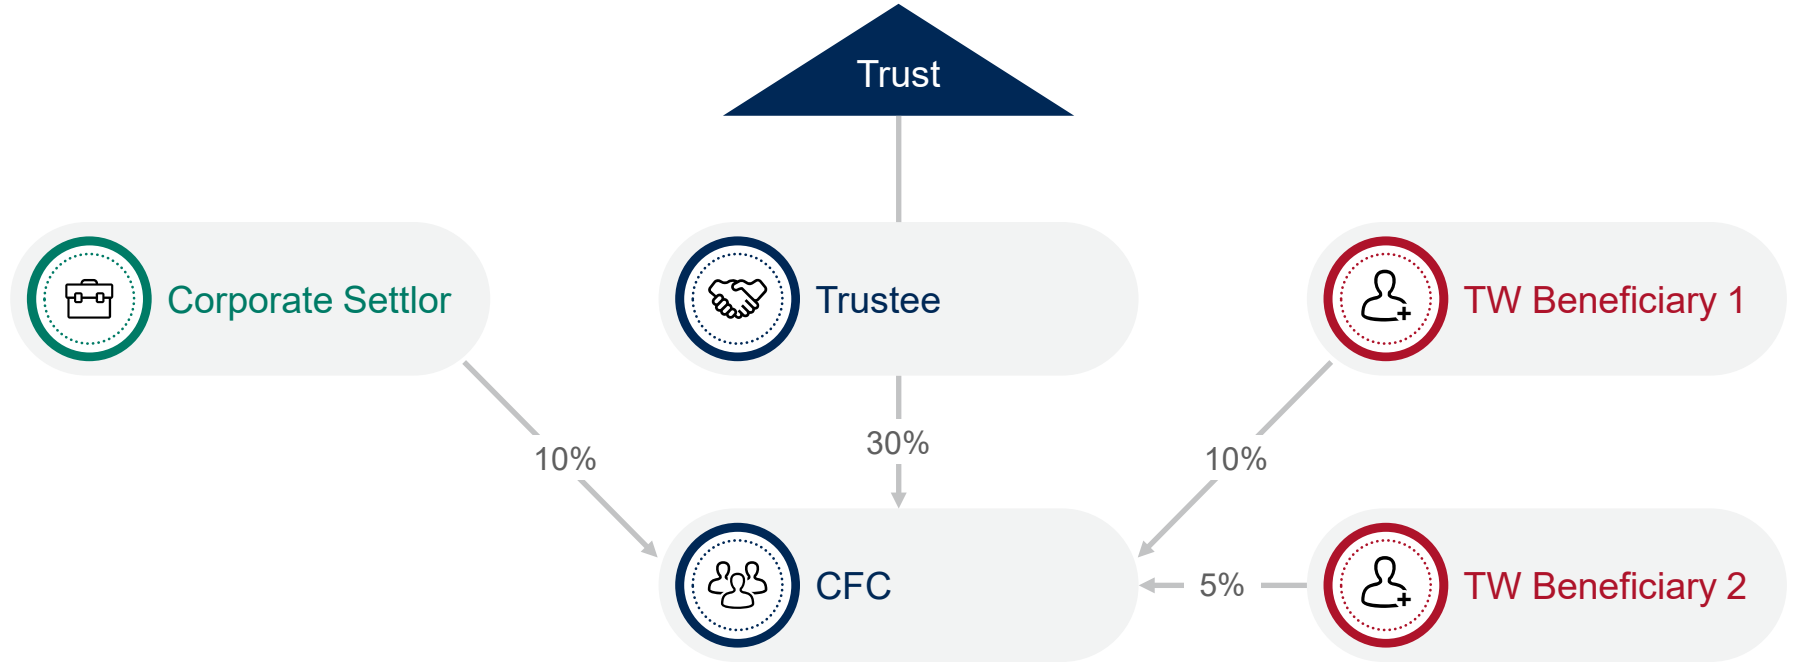 Trust
Corporate Settlor
Trustee
TW Beneficiary 1
10%
30%
10%
CFC
5%
TW Beneficiary 2